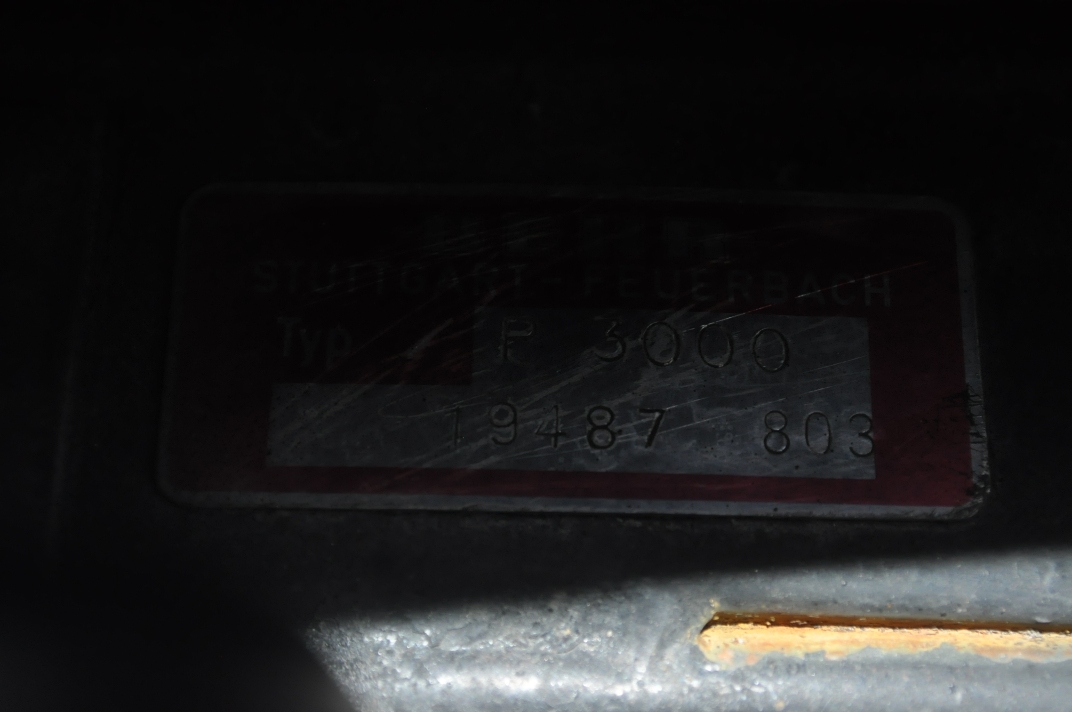 STUTTGART-FEUERBACH
Typ P 3000
19487 803